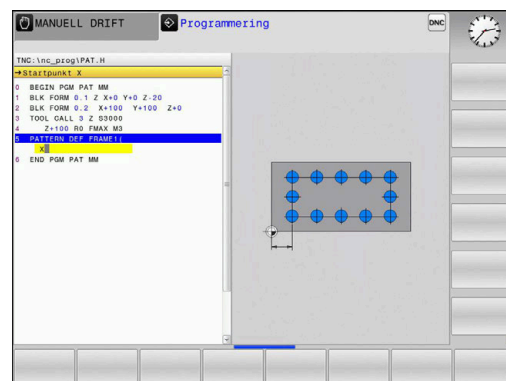 MANUELL DRIFT
Programmering
DNC
TNC:\nc_prog\PAT.H
→Startpunkt X
0 BEGIN PGM PAT MM
1 BLK FORM 0.1 Z X+0 Y+0 Z-20
2 BLK FORM 0.2 X+100 Y+100 Z+0
3 TOOL CALL 3 Z S3000
4 Z+100 R0 FMAX M3
5 PATTERN DEF FRAME1(
X
6 END PGM PAT MM